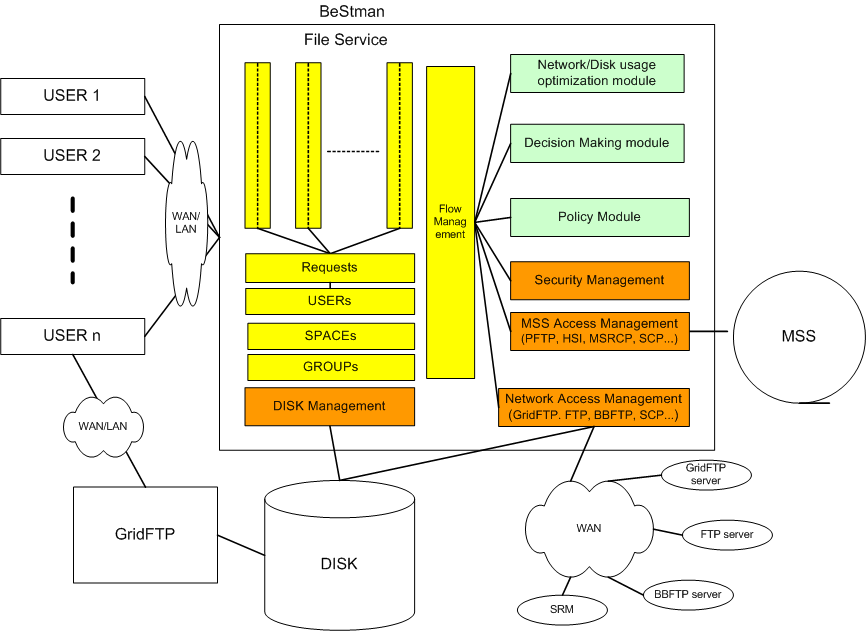 BeStman
File Service
USER 1
USER 2
USER n
WAN/
LAN
WAN/LAN
GridFTP
Requests
USERs
SPACEs
GROUPs
DISK Management
Flow
Manag
ement
Network/Disk usage
optimization module
Decision Making module
Policy Module
Security Management
MSS Access Management
(PFTP, HSI, MSRCP, SCP...)
Network Access Management
(GridFTP. FTP, BBFTP, SCP...)
MSS
DISK
WAN
GridFTP
server
FTP server
BBFTP server
SRM